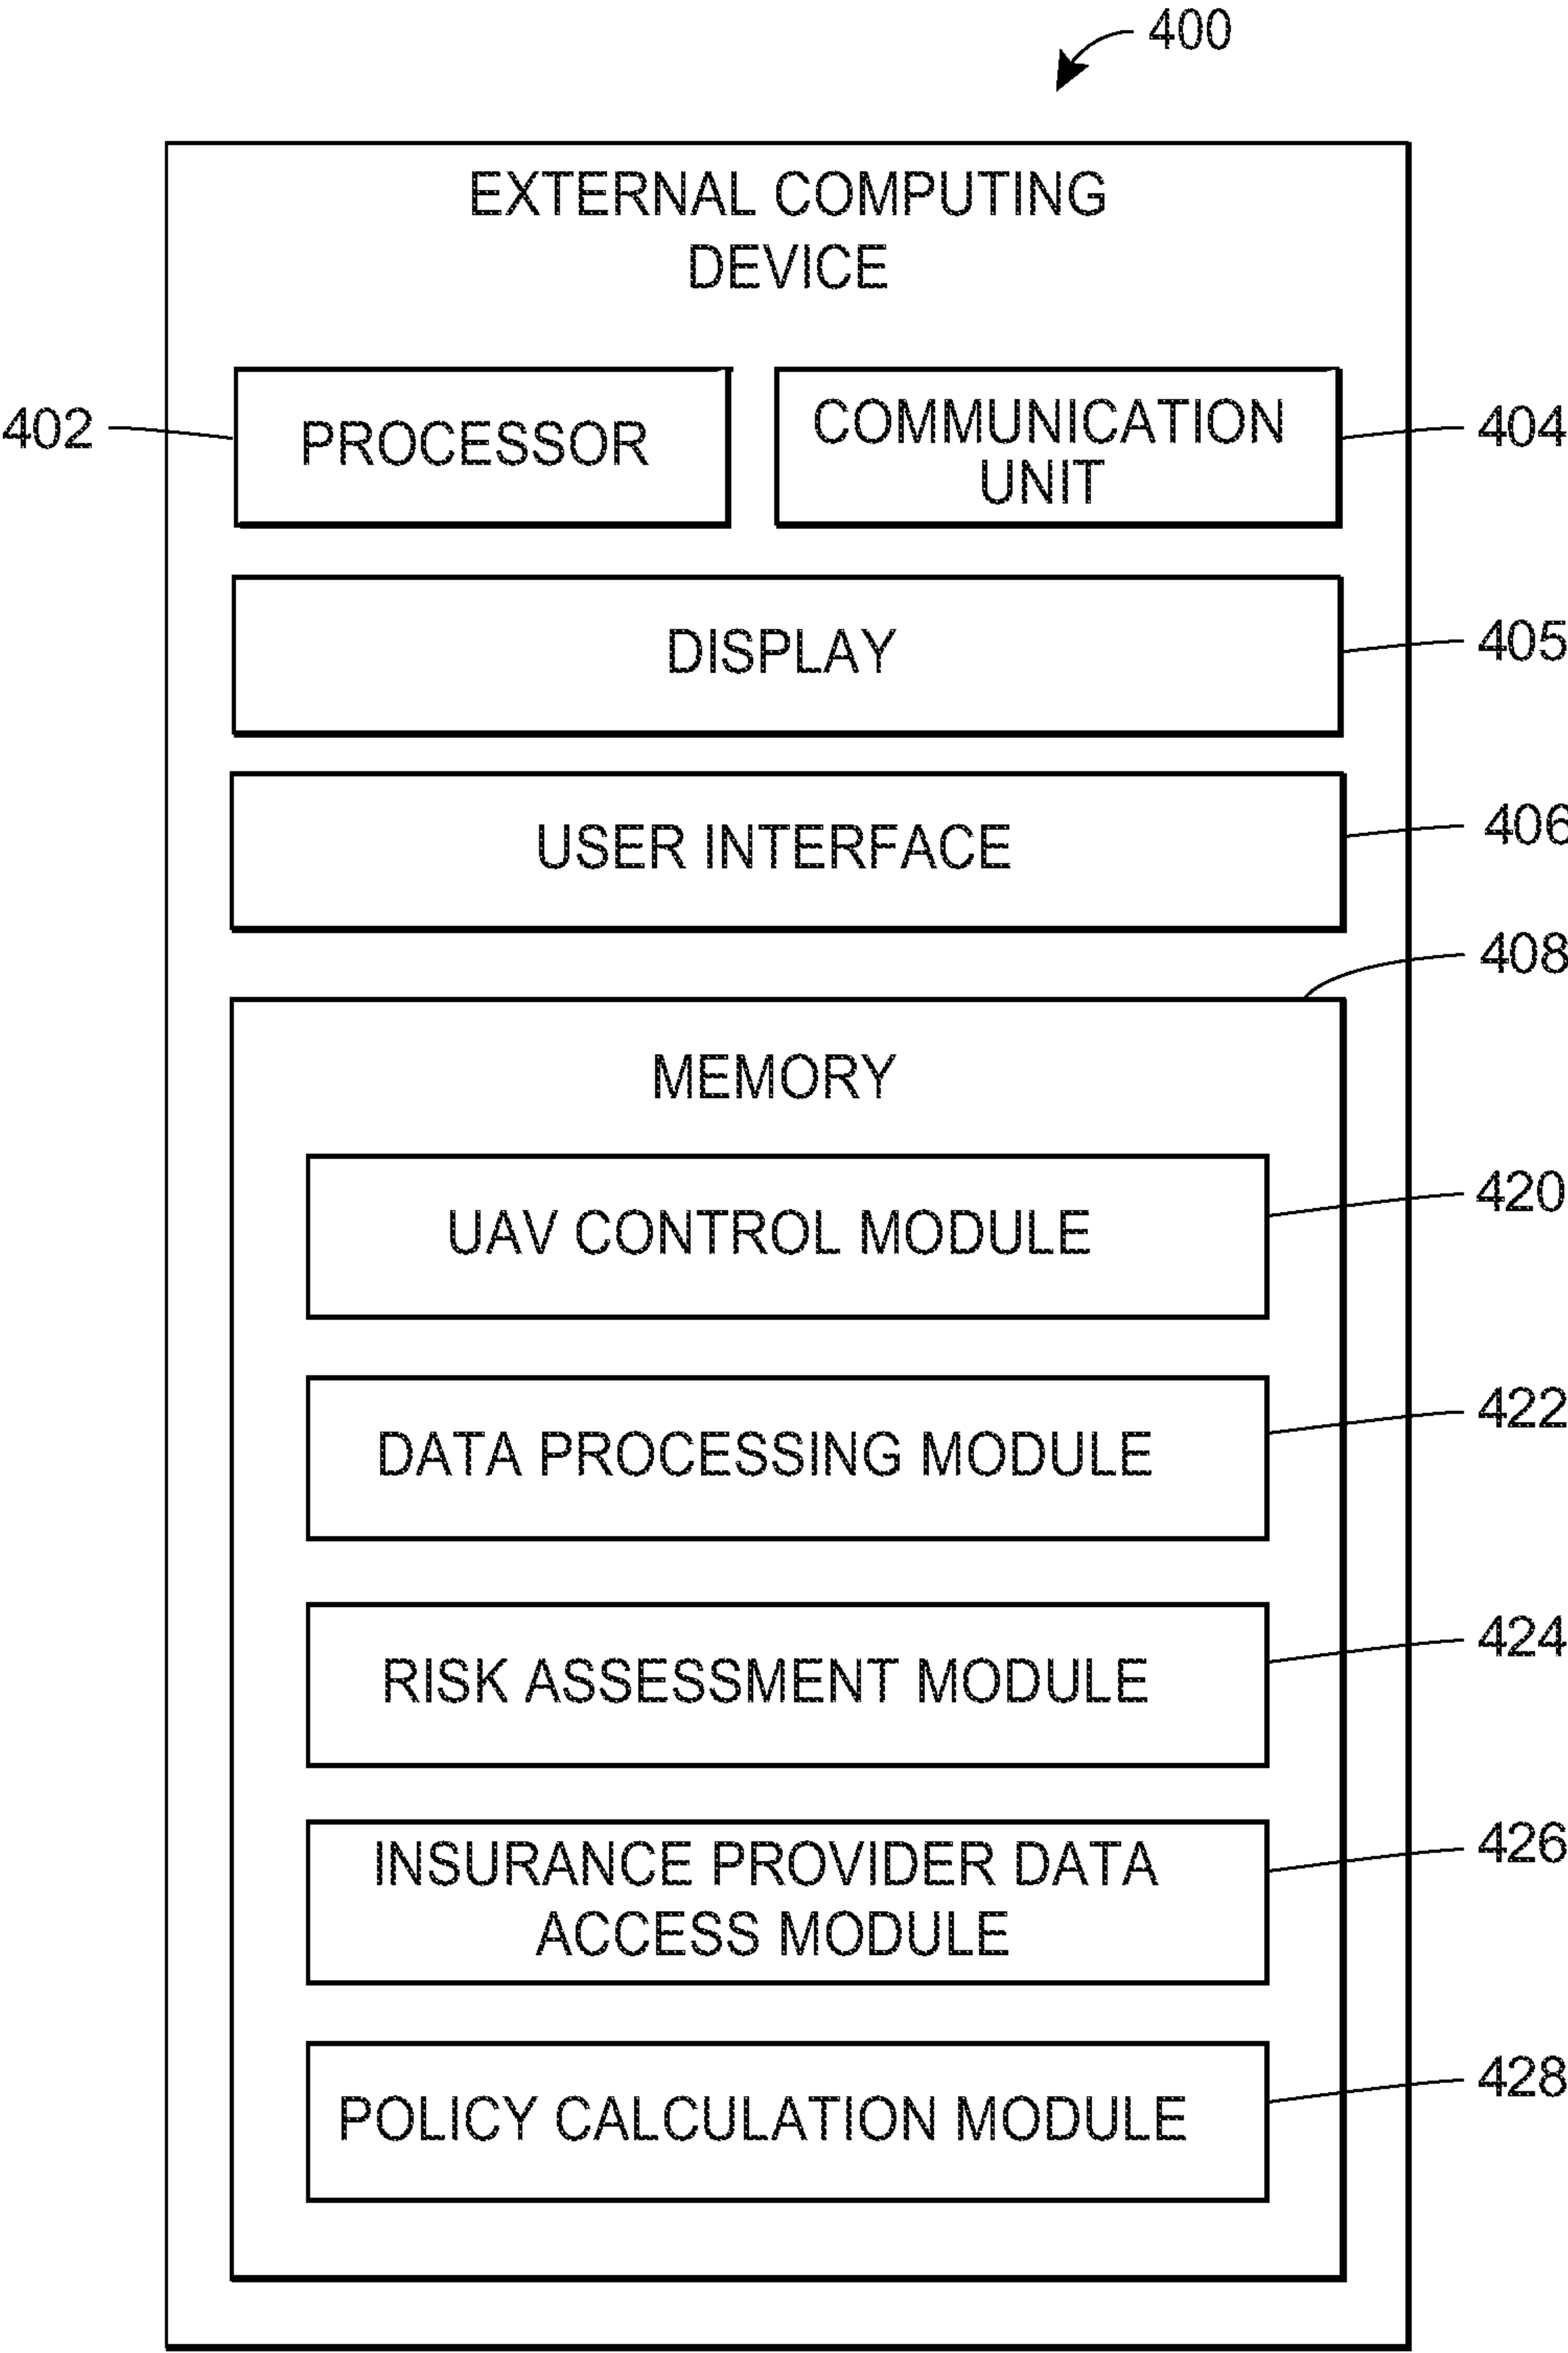 400
EXTERNAL COMPUTING
DEVICE
402
PROCESSOR
COMMUNICATION
UNIT
404
DISPLAY
405
USER INTERFACE
406
408
MEMORY
UAV CONTROL MODULE
420
DATA PROCESSING MODULE
422
RISK ASSESSMENT MODULE
424
INSURANCE PROVIDER DATA
ACCESS MODULE
426
POLICY CALCULATION MODULE
428